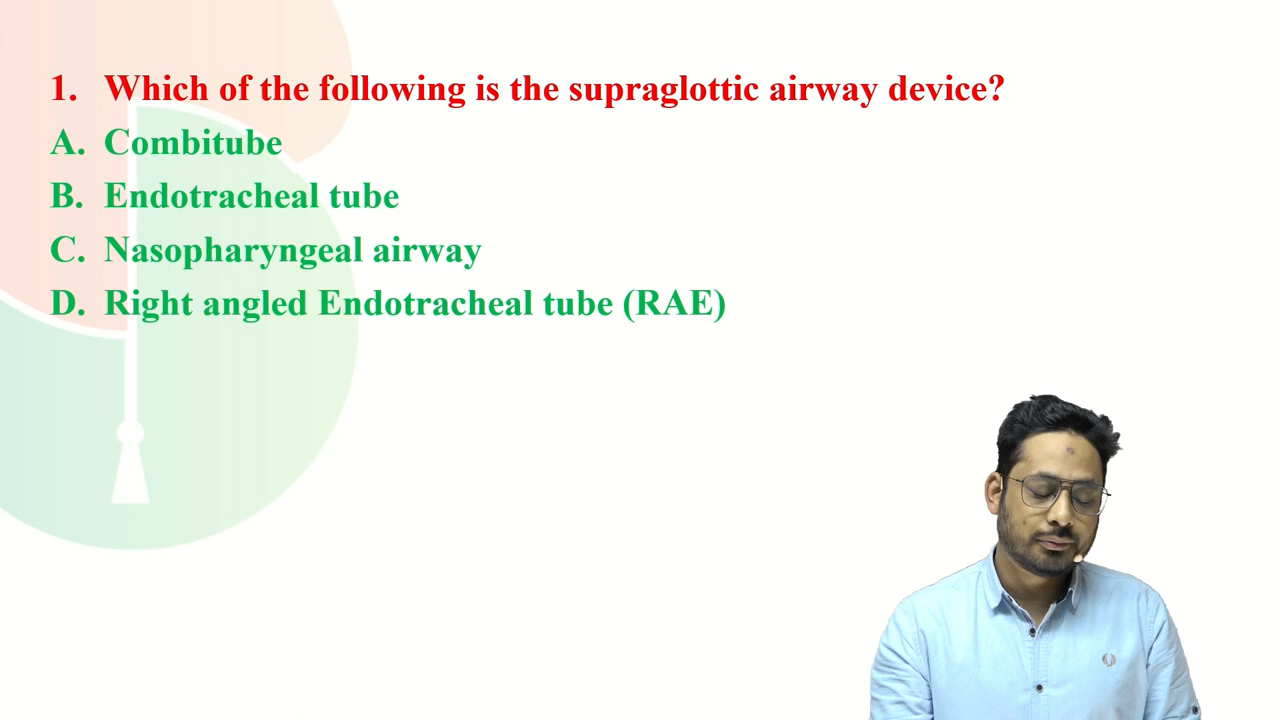 1. Which of the following is the supraglottic airway device?
A. Combitube
B. Endotracheal tube
C. Nasopharyngeal airway
D. Right angled Endotracheal tube (RAE)